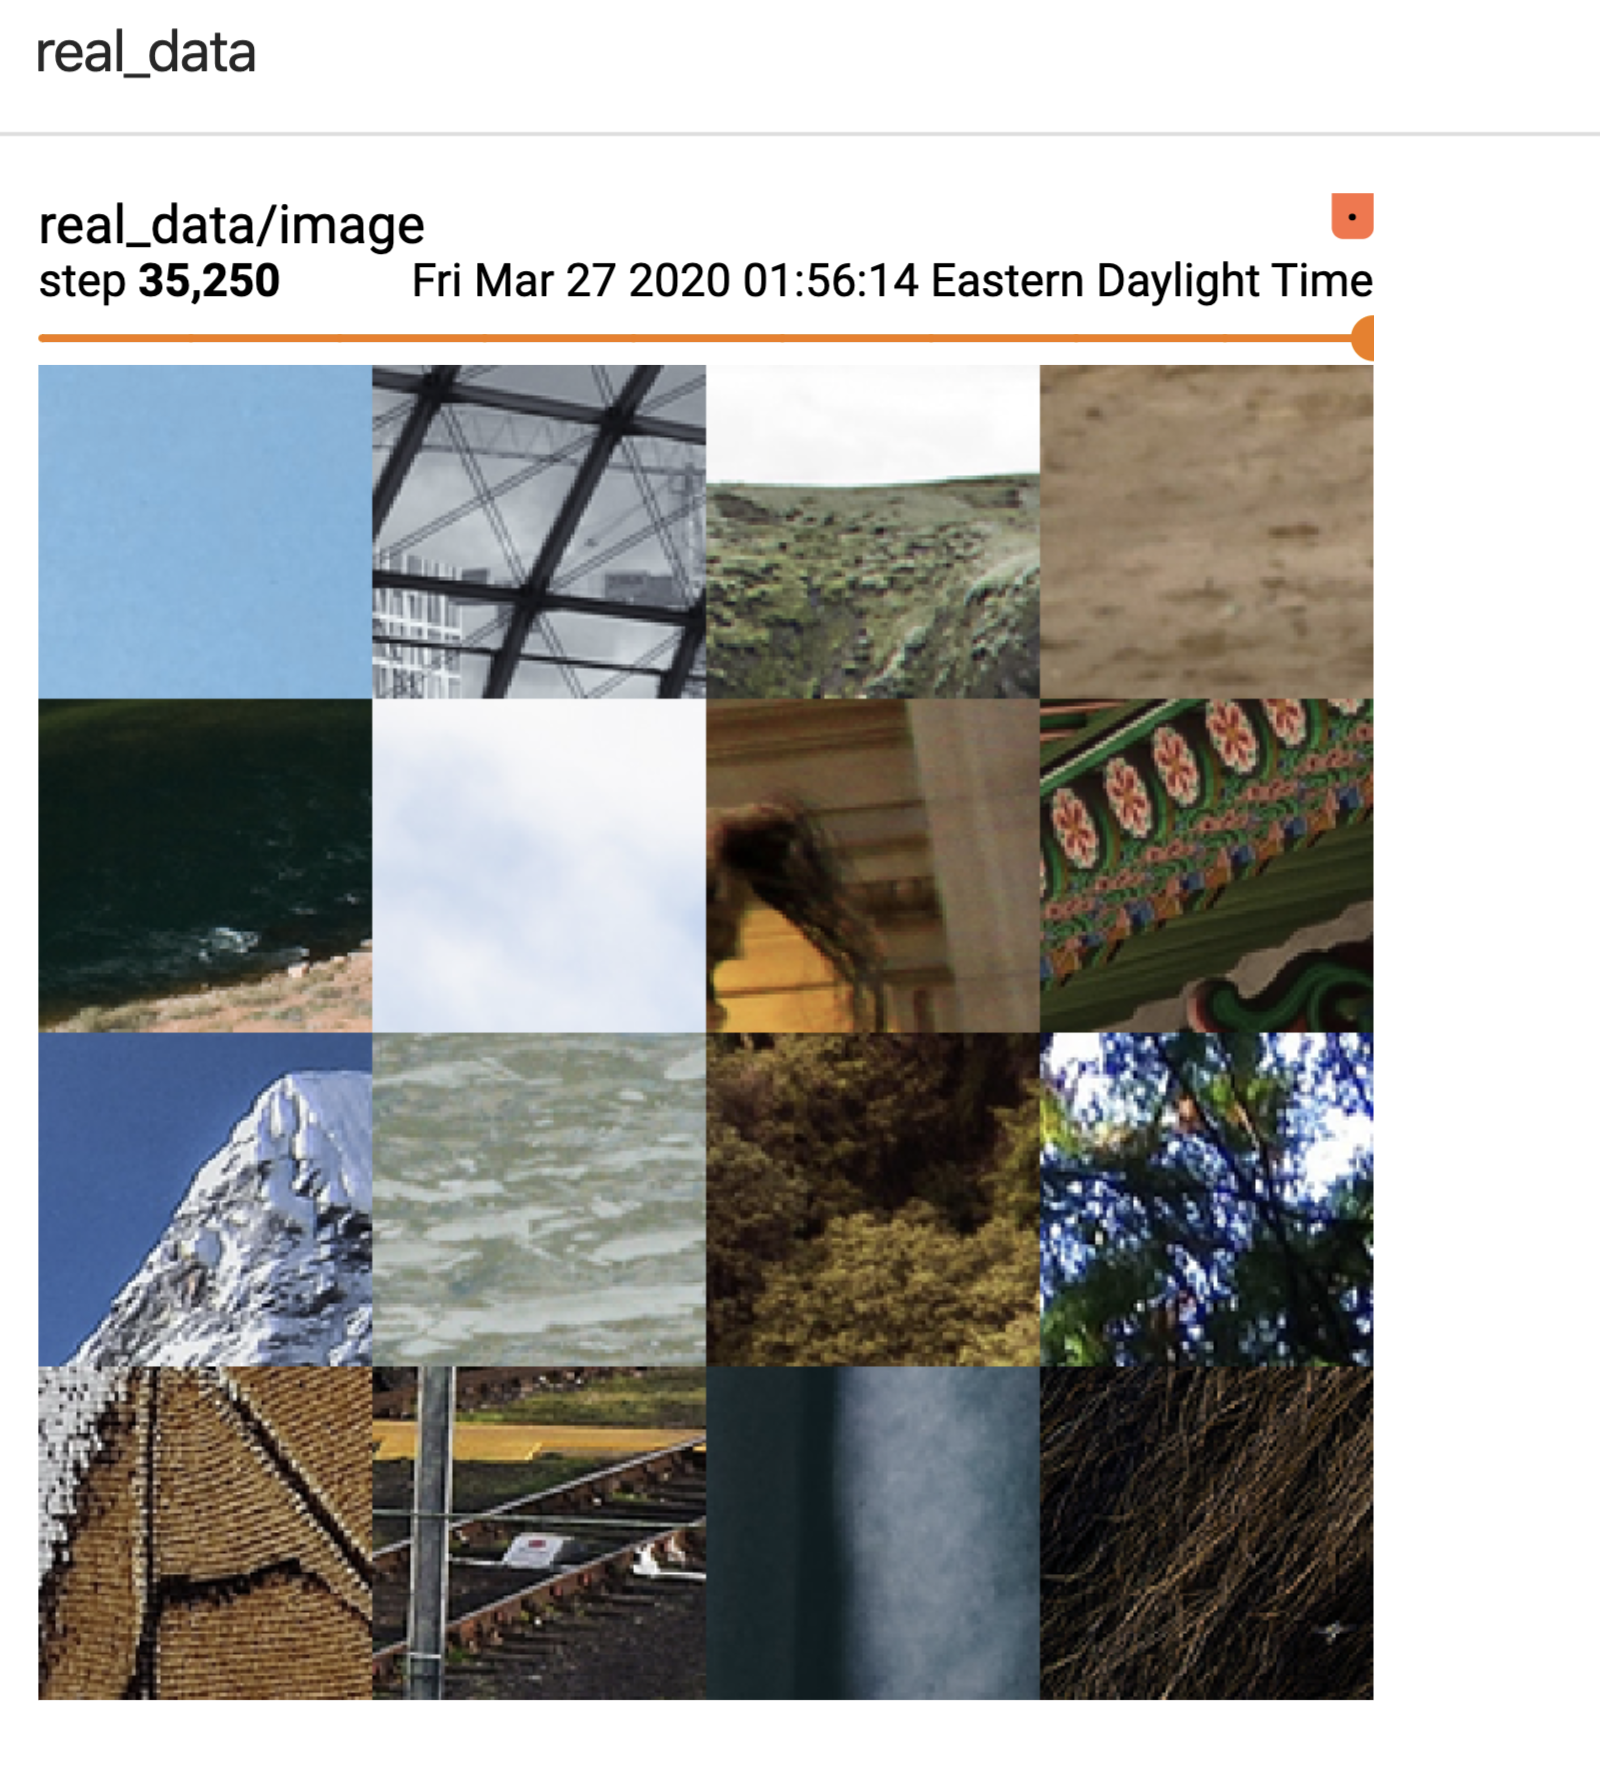 real_data
real_data/image
step 35,250 Fri Mar 27 2020 01:56:14 Eastern Daylight Time